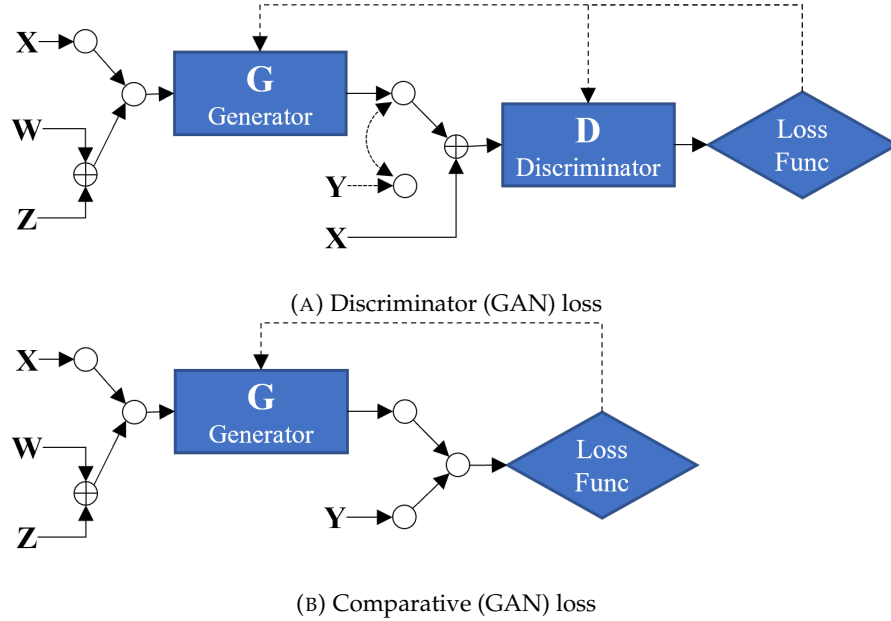 X
W
Z
G
Generator
Y
X
D
Discriminator
Loss
Func
(A) Discriminator (GAN) loss
X
W
Z
G
Generator
Y
Loss
Func
(B) Comparative (GAN) loss